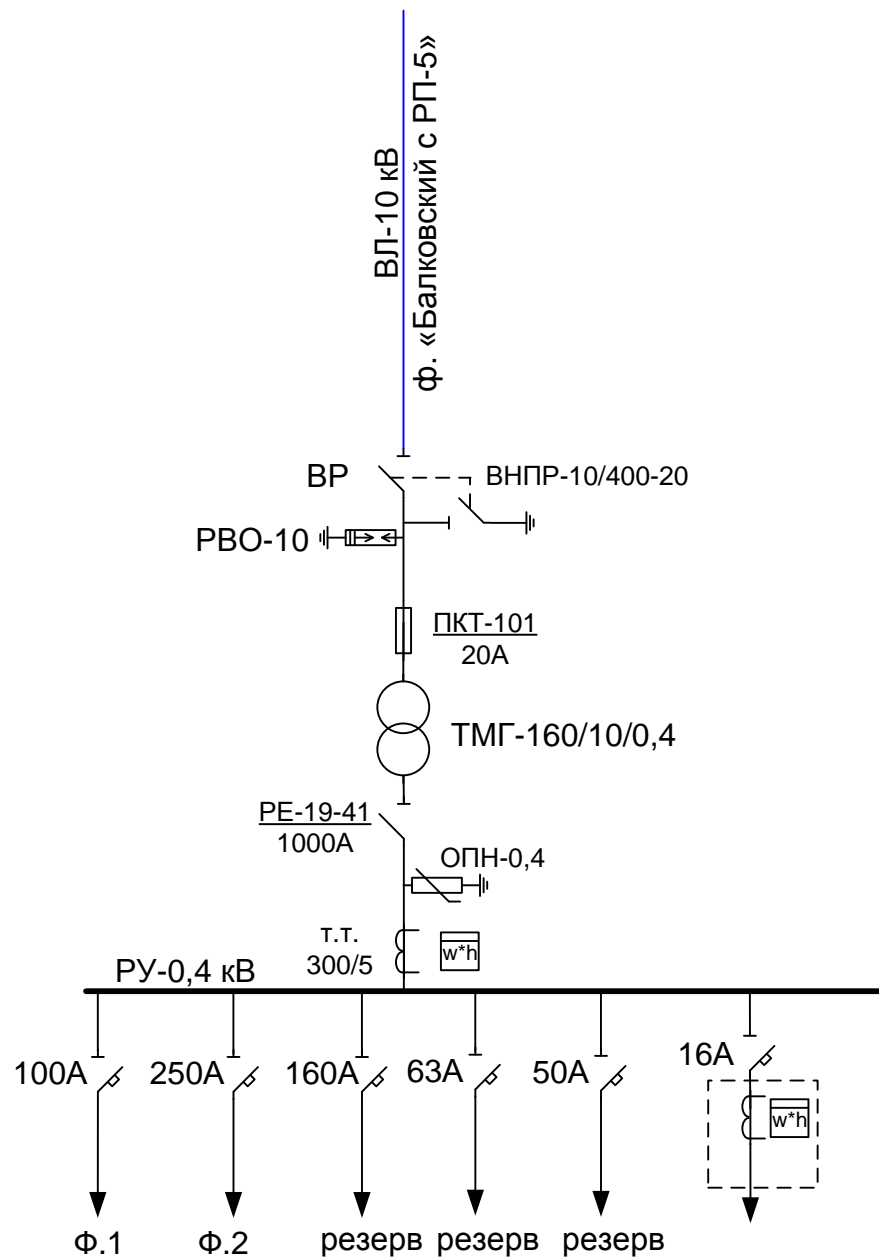 ВЛ-10 кВ
ф. «Балковский с РП-5»
ВР
ВНПР-10/400-20
РВО-10
ПКТ-101
20А
ТМГ-160/10/0,4
РЕ-19-41
1000А
ОПН-0,4
т.т.
300/5
w*h
РУ-0,4 кВ
100А
250А
160А
63А
50А
16А
w*h
Ф.1
Ф.2
резерв
резерв
резерв